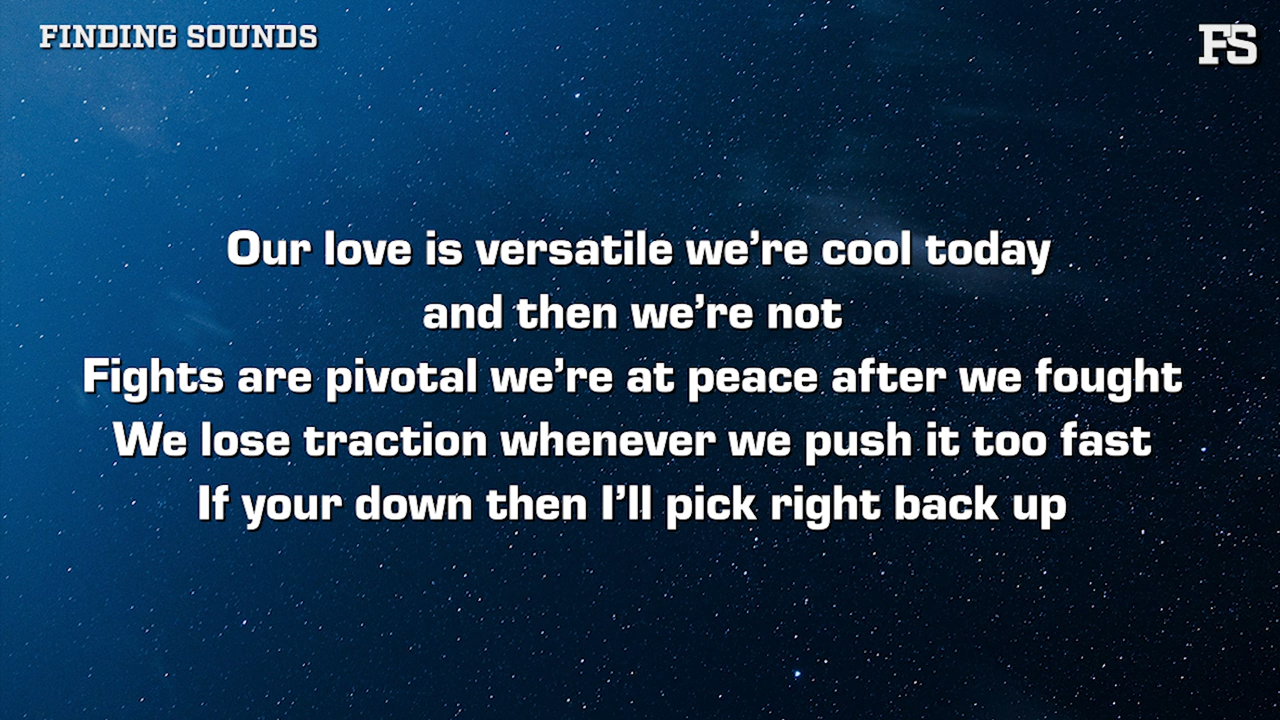 FINDING SOUNDS
FS
Our love is versatile we're cool today
and then we're not
Fights are pivotal we're at peace after we fought
We lose traction whenever we push it too fast
If your down then I'll pick right back up